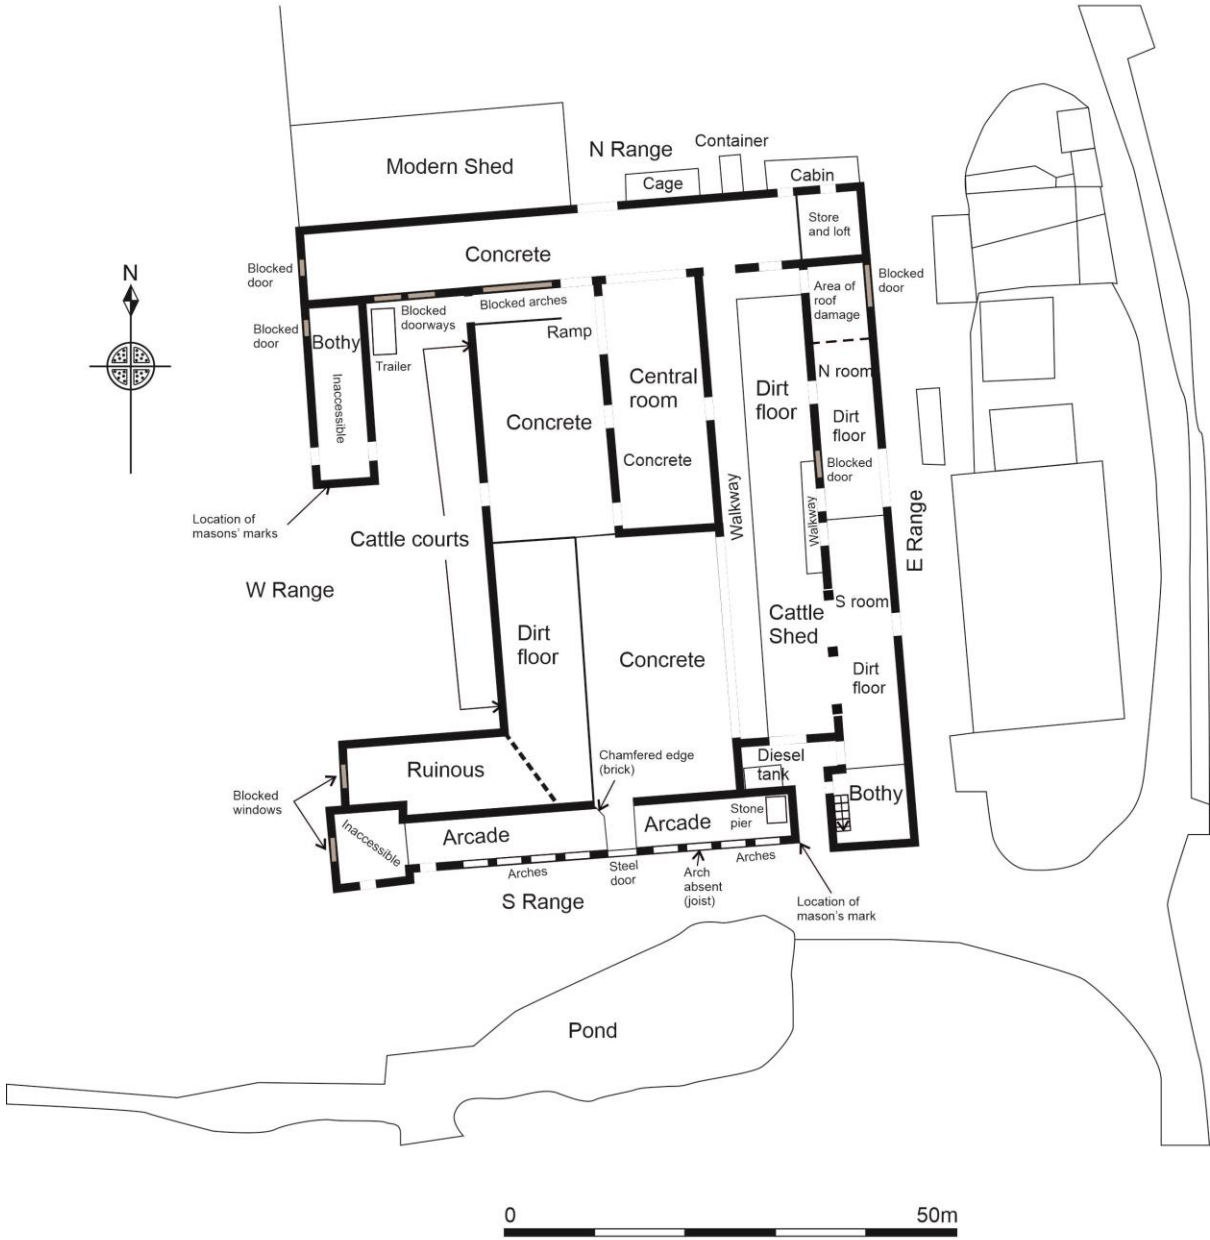 Container
N Range
Modern Shed
Cage
Cabin
Store
and loft
Concrete
Blocked
door
N
Blocked
door
Area of
roof
damage
Blocked arches
Blocked
doorways
Blocked
door
Bothy
Ramp
Trailer
Inaccessible
Central
room
Dirt
floor
N room
Concrete
Dirt
floor
Concrete
Blocked
door
Walkway
Walkway
Location of
masons' marks
Cattle courts
E Range
W Range
S room
Cattle
Shed
Dirt
floor
Concrete
Dirt
floor
Chamfered edge
(brick)
Diesel
tank
Ruinous
Blocked
windows
Bothy
Stone
pier
Arcade
Arcade
Inaccessible
Arches
Steel
door
Arches
Arch
absent
(joist)
S Range
Location of
mason's mark
Pond
0
50m